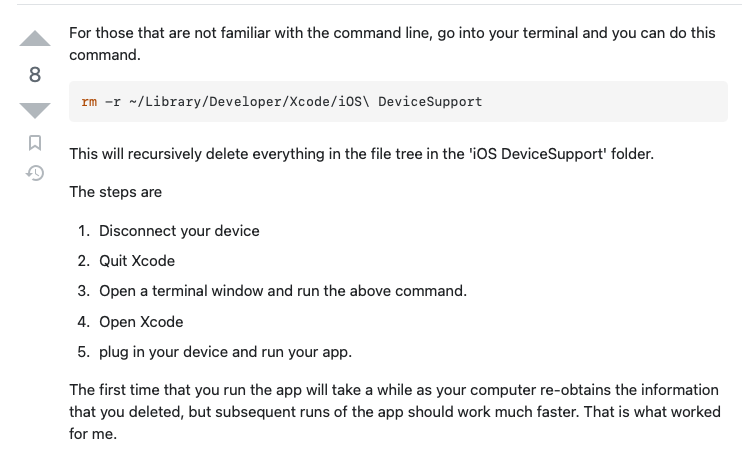 For those that are not familiar with the command line, go into your terminal and you can do this
command.
8
rm -r ~/Library/Developer/Xcode/iOS\ DeviceSupport
This will recursively delete everything in the file tree in the 'iOS DeviceSupport' folder.
The steps are
1. Disconnect your device
2. Quit Xcode
3. Open a terminal window and run the above command.
4. Open Xcode
5. plug in your device and run your app.
The first time that you run the app will take a while as your computer re-obtains the information
that you deleted, but subsequent runs of the app should work much faster. That is what worked
for me.